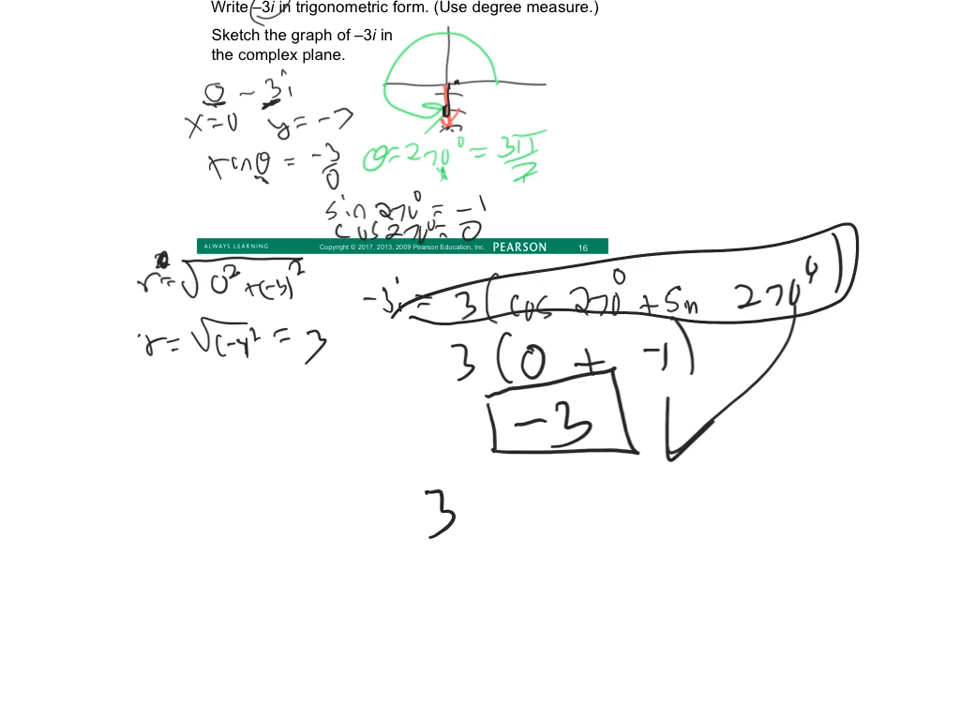 Write –3i in trigonometric form. (Use degree measure.)
Sketch the graph of –3i in
the complex plane.
0 - 3i
x=0 y=-3
tan θ = -3/0
θ=270° = 3π/2
sin 270° = -1
cos 270° = 0
ALWAYS LEARNING Copyright © 2017, 2013, 2009 Pearson Education, Inc. PEARSON 16
r = √0² + (-3)²
-3i = 3(cos 270° + Sin 270°)
= 3
3(0 + -1)
-3
3